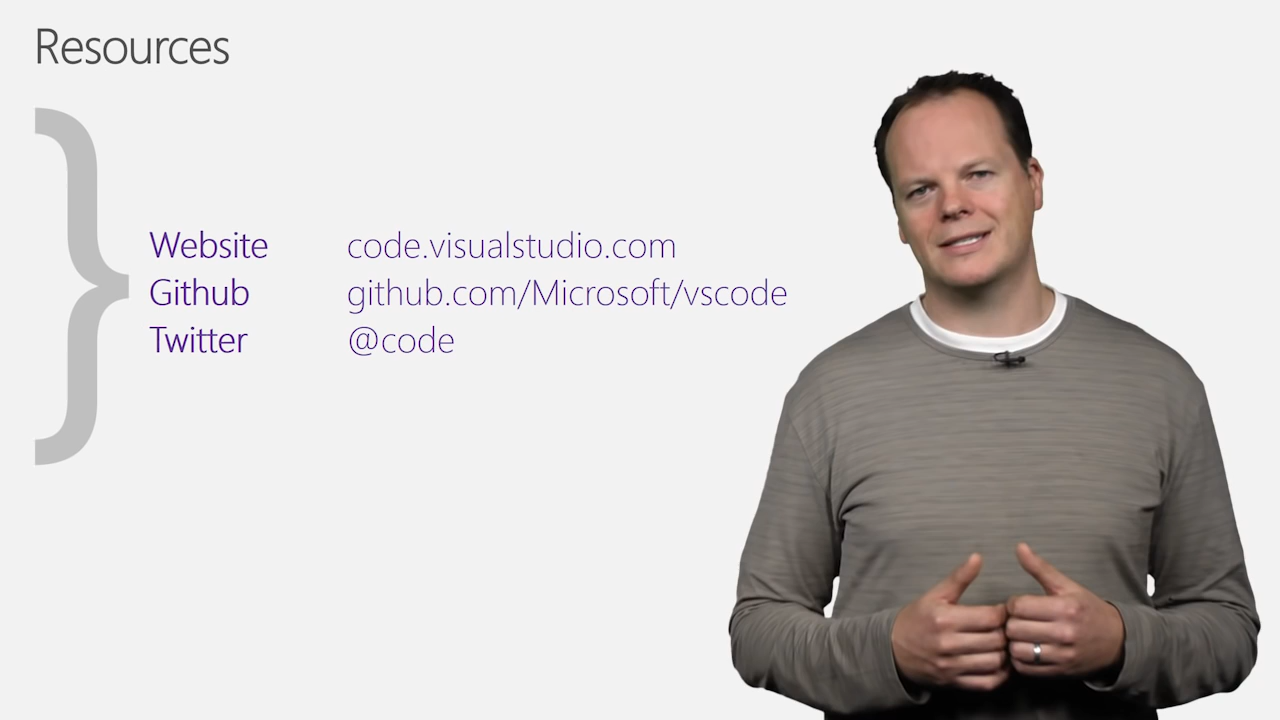 Resources
}
Website code.visualstudio.com
Github github.com/Microsoft/vscode
Twitter @code